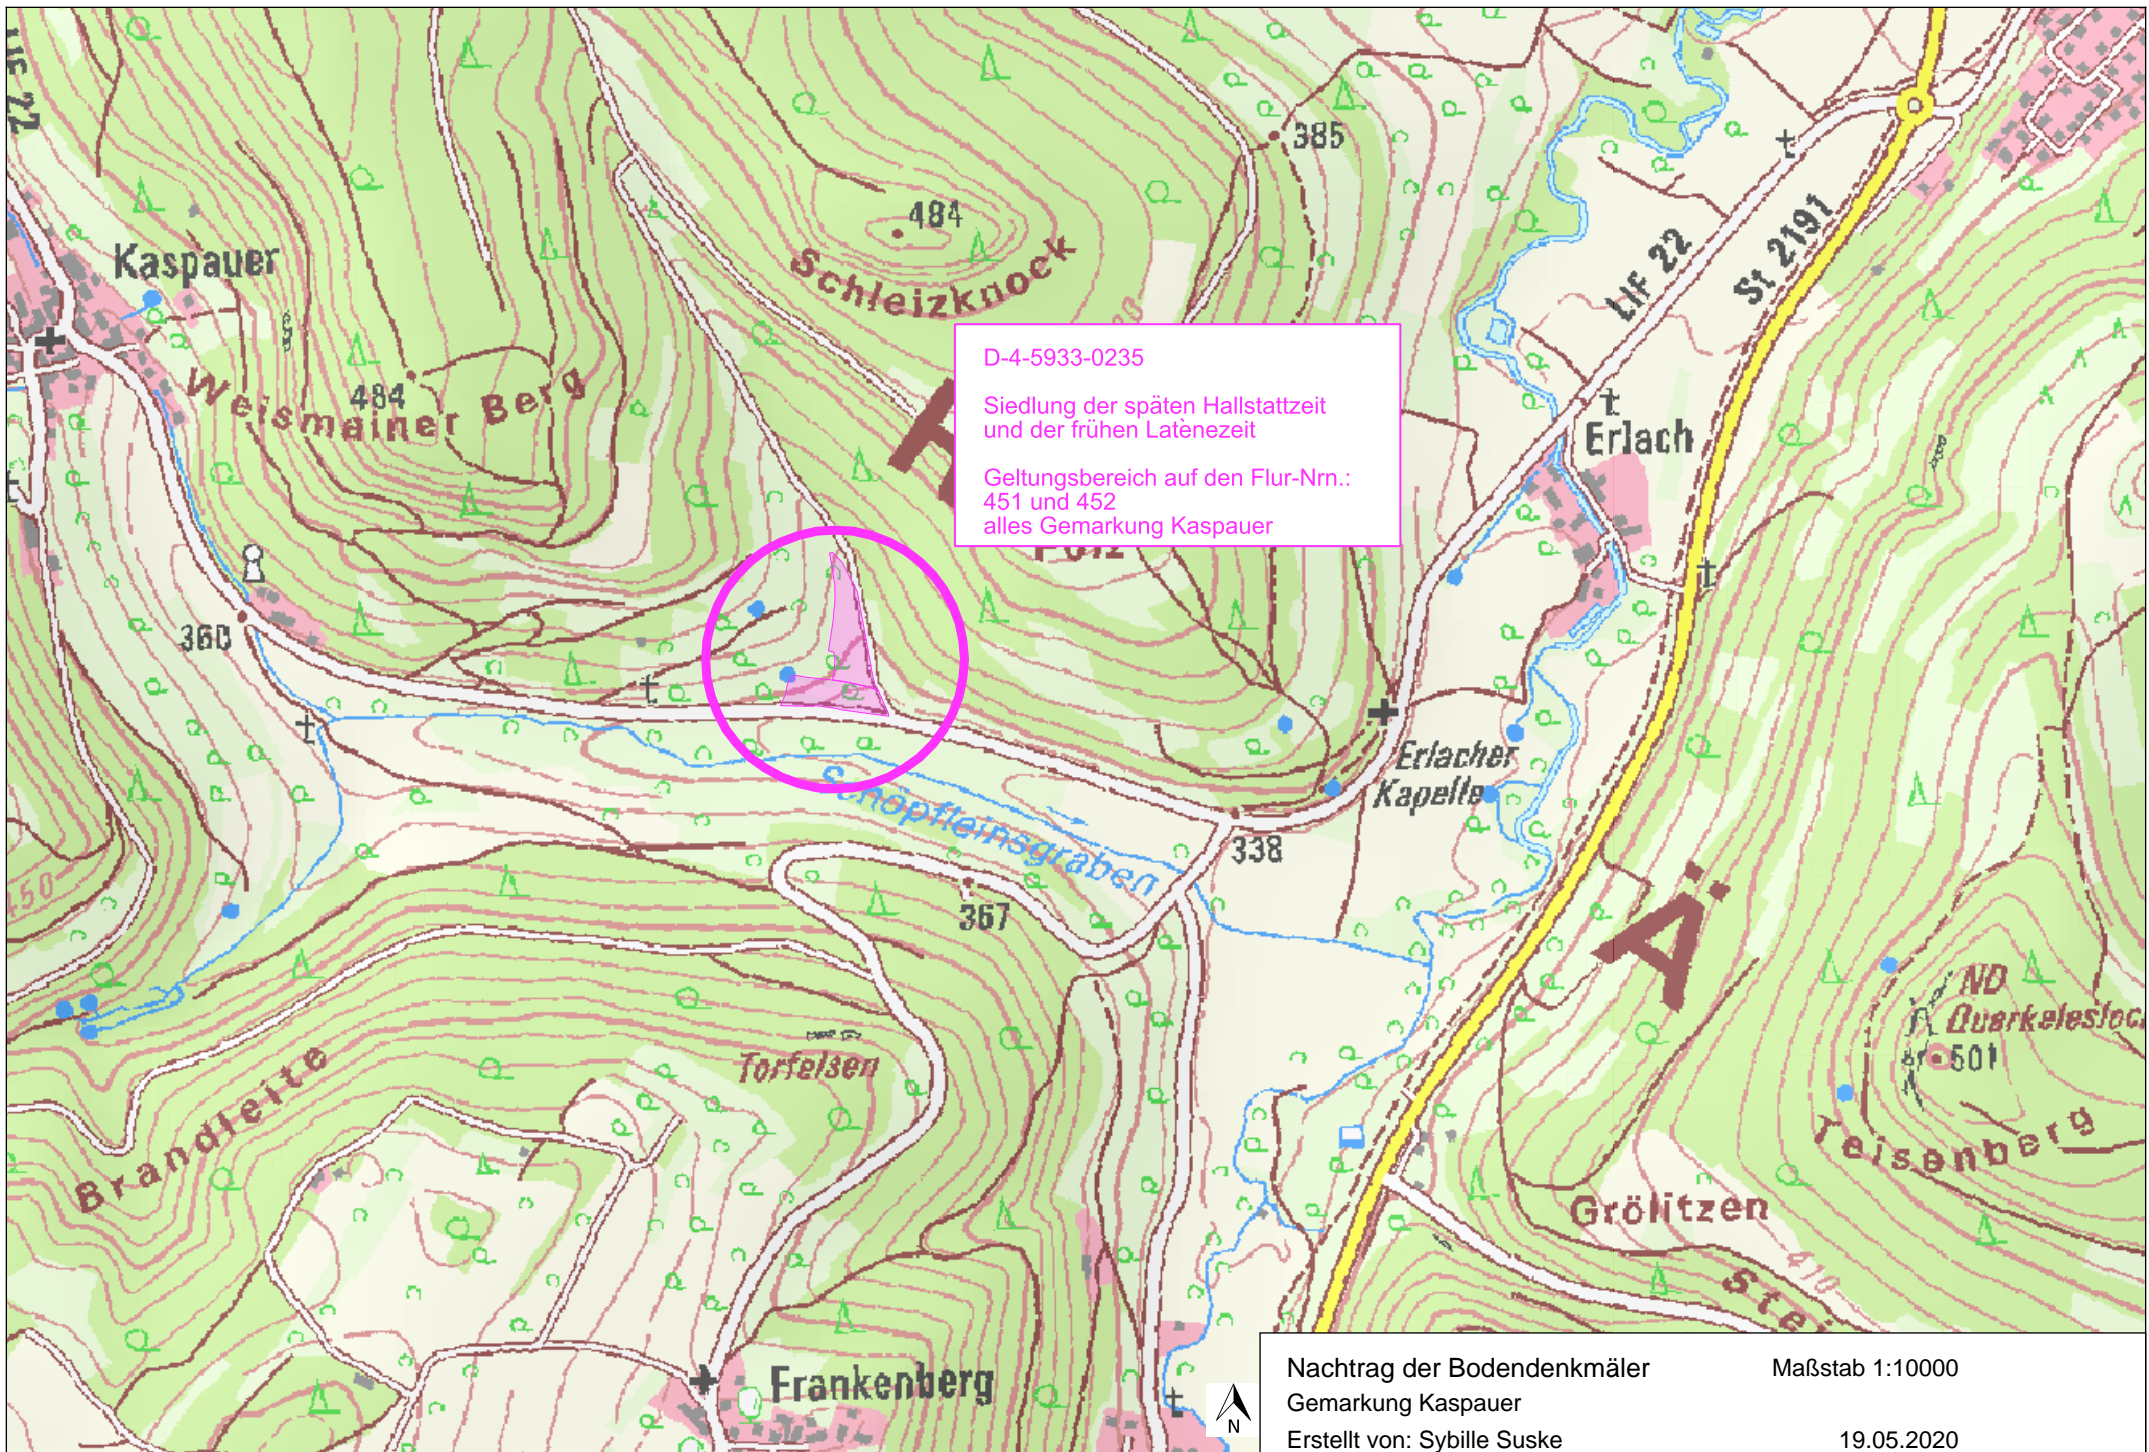 LIF 22
St 2191
385
484
Schleizknock
Kaspauer
484
Weismainer Berg
D-4-5933-0235
Siedlung der späten Hallstattzeit
und der frühen Latènezeit
Geltungsbereich auf den Flur-Nrn.:
451 und 452
alles Gemarkung Kaspauer
Erlach
360
Erlacher
Kapelle
Schöpfleinsgraben
338
367
450
Ä
ND
501
Torfelsen
Brandleite
Teisenberg
Grölitzen
410
Frankenberg
N
Nachtrag der Bodendenkmäler
Maßstab 1:10000
Gemarkung Kaspauer
Erstellt von: Sybille Suske
19.05.2020